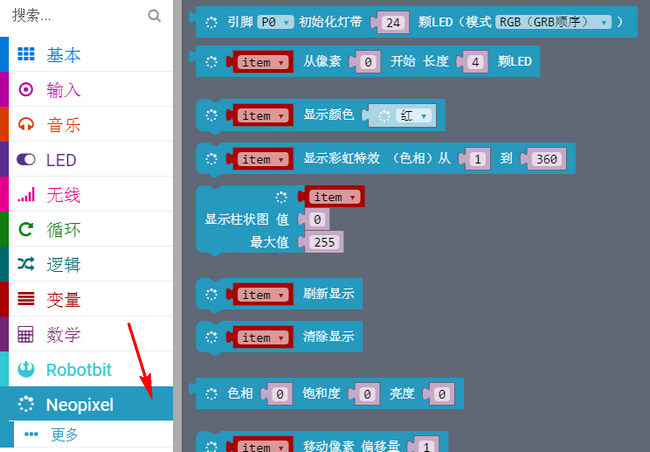 搜索...
基本
输入
音乐
LED
无线
循环
逻辑
变量
数学
Robotbit
Neopixel
更多
引脚 P0 初始化灯带 24 颗LED（模式 RGB（GRB顺序） ）
item 从像素 0 开始 长度 4 颗LED
item 显示颜色 红
item 显示彩虹特效 （色相）从 1 到 360
item
显示柱状图 值 0
最大值 255
item 刷新显示
item 清除显示
色相 0 饱和度 0 亮度 0
item 移动像素 偏移量 1